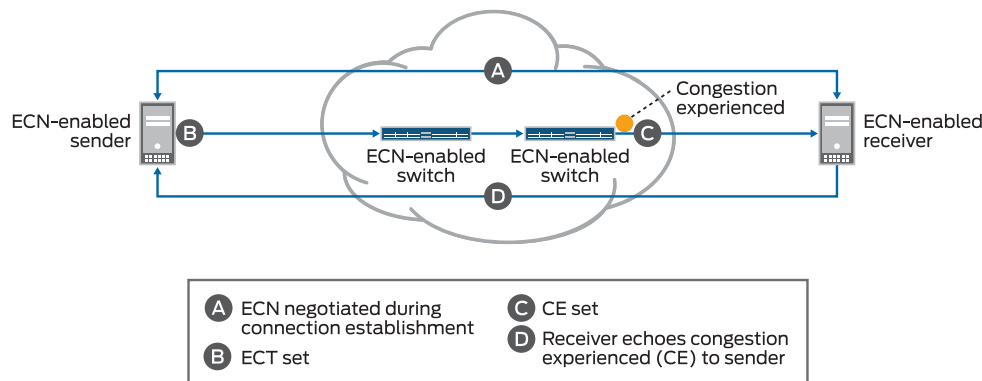 A
Congestion
experienced
ECN-enabled
sender
B
C
ECN-enabled
receiver
ECN-enabled
switch
ECN-enabled
switch
D
A ECN negotiated during
connection establishment
B ECT set
C CE set
D Receiver echoes congestion
experienced (CE) to sender